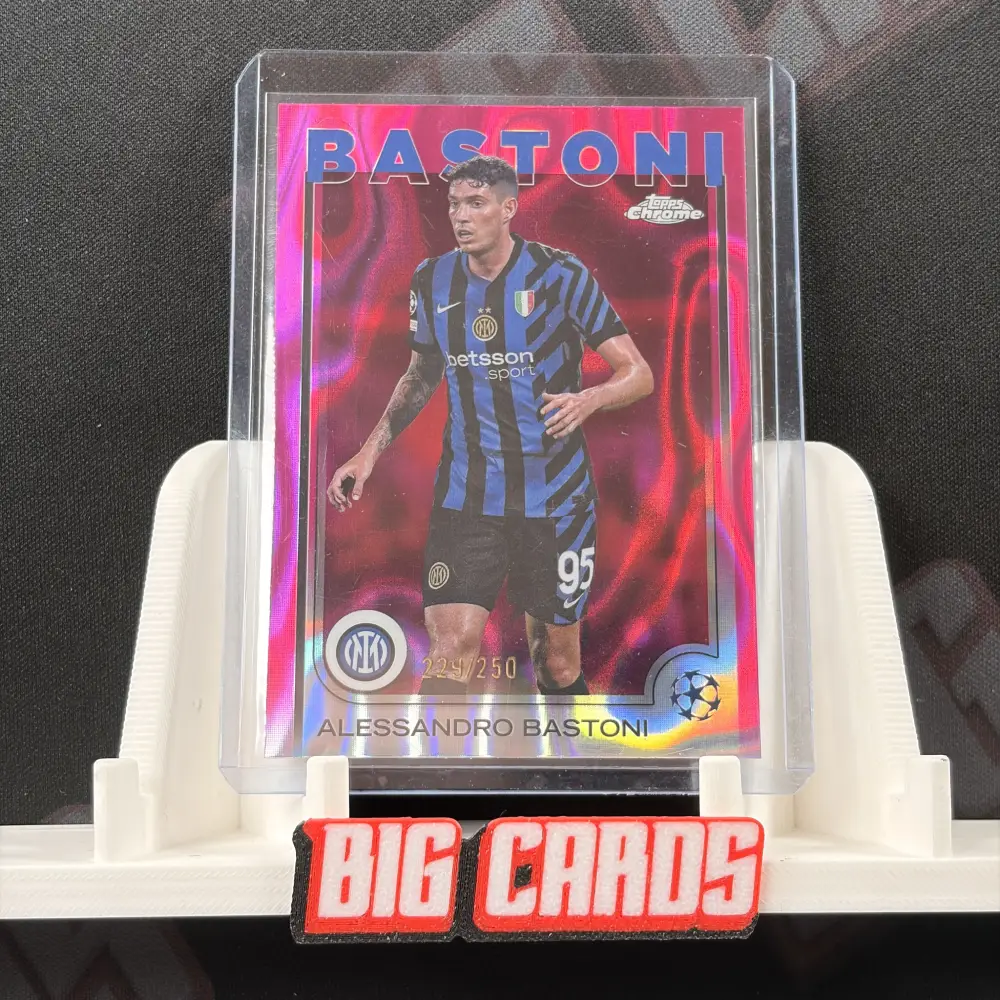 BASTONI
Topps
Chrome
betsson
.sport
95
229/250
ALESSANDRO BASTONI
BIG CARDS